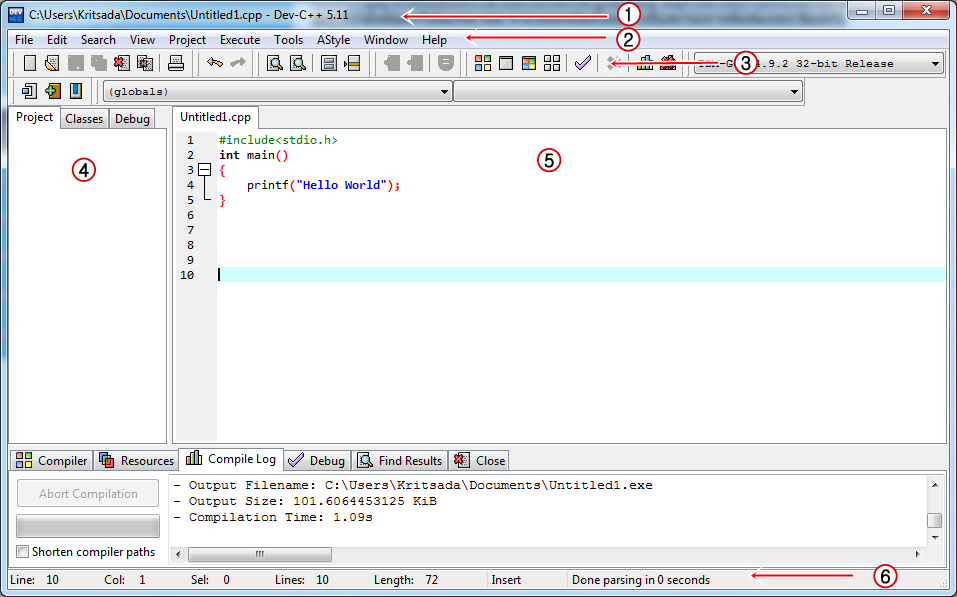 C:\Users\Kritsada\Documents\Untitled1.cpp - Dev-C++ 5.11
1
File Edit Search View Project Execute Tools AStyle Window Help
2
4.9.2 32-bit Release
3
(globals)
Project Classes Debug
Untitled1.cpp
4
5
1 #include<stdio.h>
2 int main()
3 {
4 printf("Hello World");
5 }
6
7
8
9
10
Compiler Resources Compile Log Debug Find Results Close
Abort Compilation
Shorten compiler paths
- Output Filename: C:\Users\Kritsada\Documents\Untitled1.exe
- Output Size: 101.6064453125 KiB
- Compilation Time: 1.09s
Line: 10 Col: 1 Sel: 0 Lines: 10 Length: 72 Insert Done parsing in 0 seconds
6